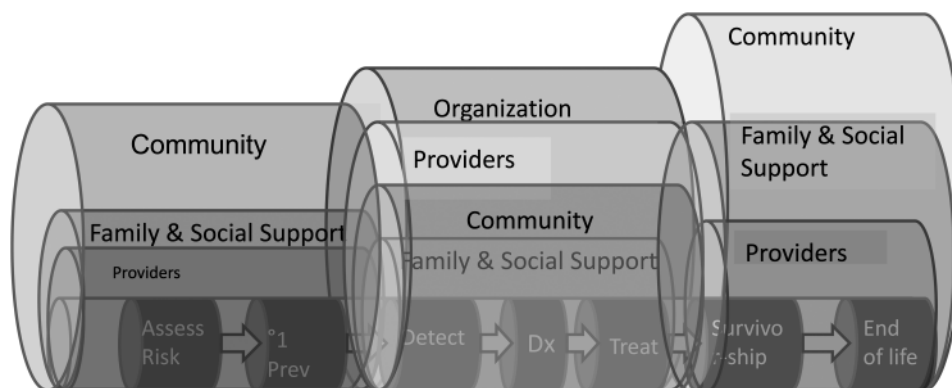 Community
Family & Social Support
Providers
Assess
Risk
°1
Prev
Organization
Providers
Community
Family & Social Support
Detect
Dx
Treat
Community
Family & Social
Support
Providers
Survivo
r-ship
End
of life